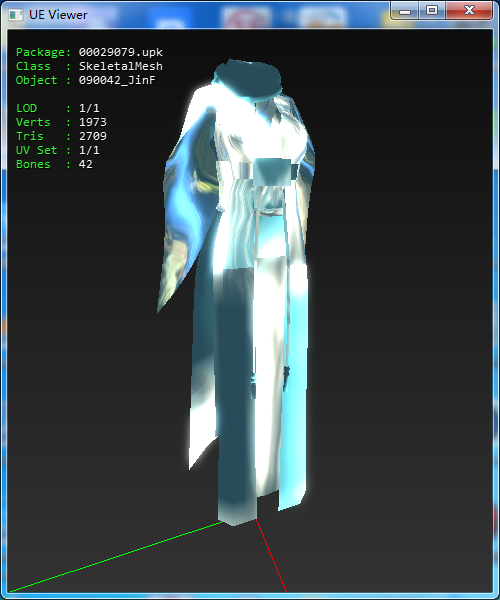 UE Viewer
Package: 00029079.upk
Class : SkeletalMesh
Object : 090042_JinF
LOD : 1/1
Verts : 1973
Tris : 2709
UV Set : 1/1
Bones : 42